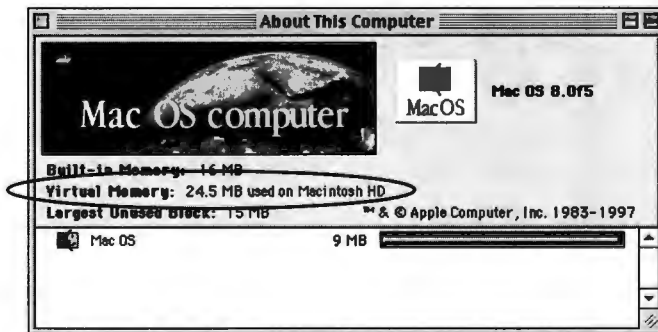 About This Computer
Mac OS computer
MacOS
Mac OS 8.0f5
Built-in Memory: 16 MB
Virtual Memory: 24.5 MB used on Macintosh HD
Largest Unused Block: 15 MB
™ & © Apple Computer, Inc. 1983-1997
Mac OS 9 MB